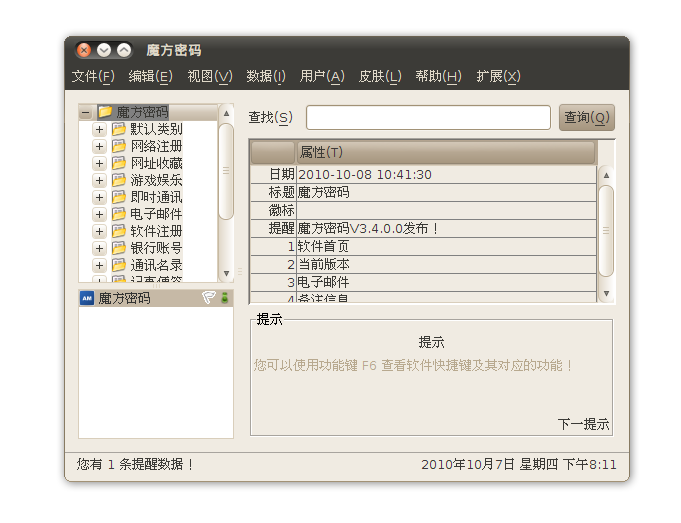 魔方密码
文件(F) 编辑(E) 视图(V) 数据(I) 用户(A) 皮肤(L) 帮助(H) 扩展(X)
魔方密码
默认类别
网络注册
网址收藏
游戏娱乐
即时通讯
电子邮件
软件注册
银行账号
通讯名录
魔方密码
查找(S) 查询(Q)
属性(T)
日期 2010-10-08 10:41:30
标题 魔方密码
徽标
提醒 魔方密码V3.4.0.0发布！
1 软件首页
2 当前版本
3 电子邮件
4 备注信息
提示
提示
您可以使用功能键 F6 查看软件快捷键及其对应的功能！
下一提示
您有 1 条提醒数据！ 2010年10月7日 星期四 下午8:11